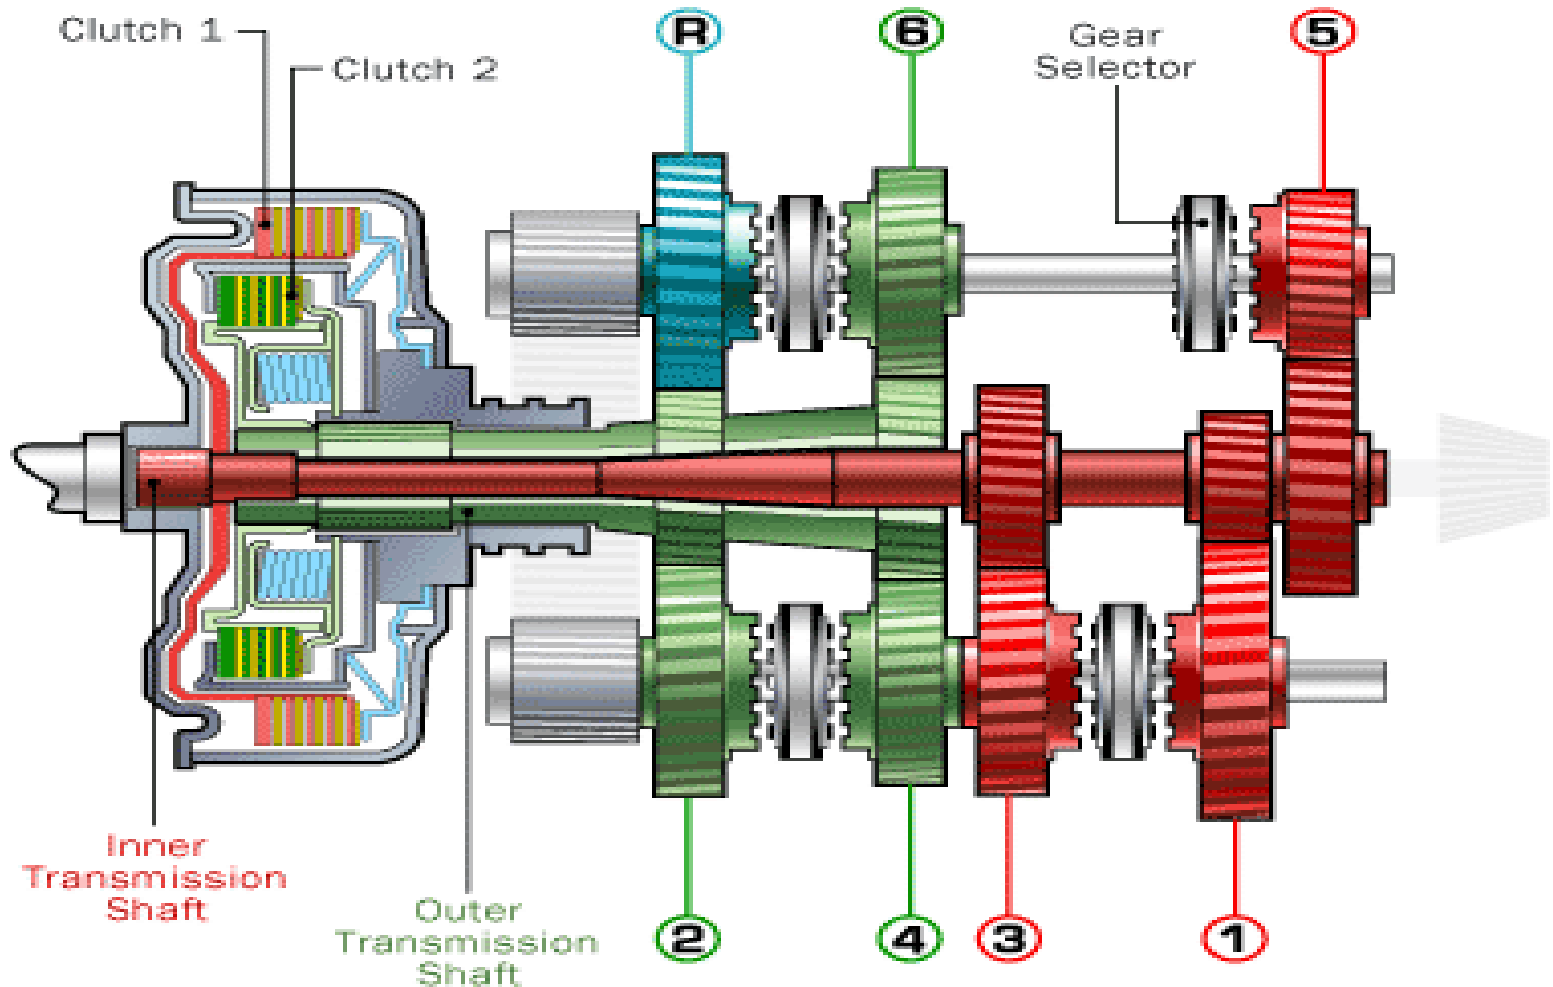 Clutch 1
Clutch 2
R
6
Gear
Selector
5
Inner
Transmission
Shaft
Outer
Transmission
Shaft
2
4
3
1